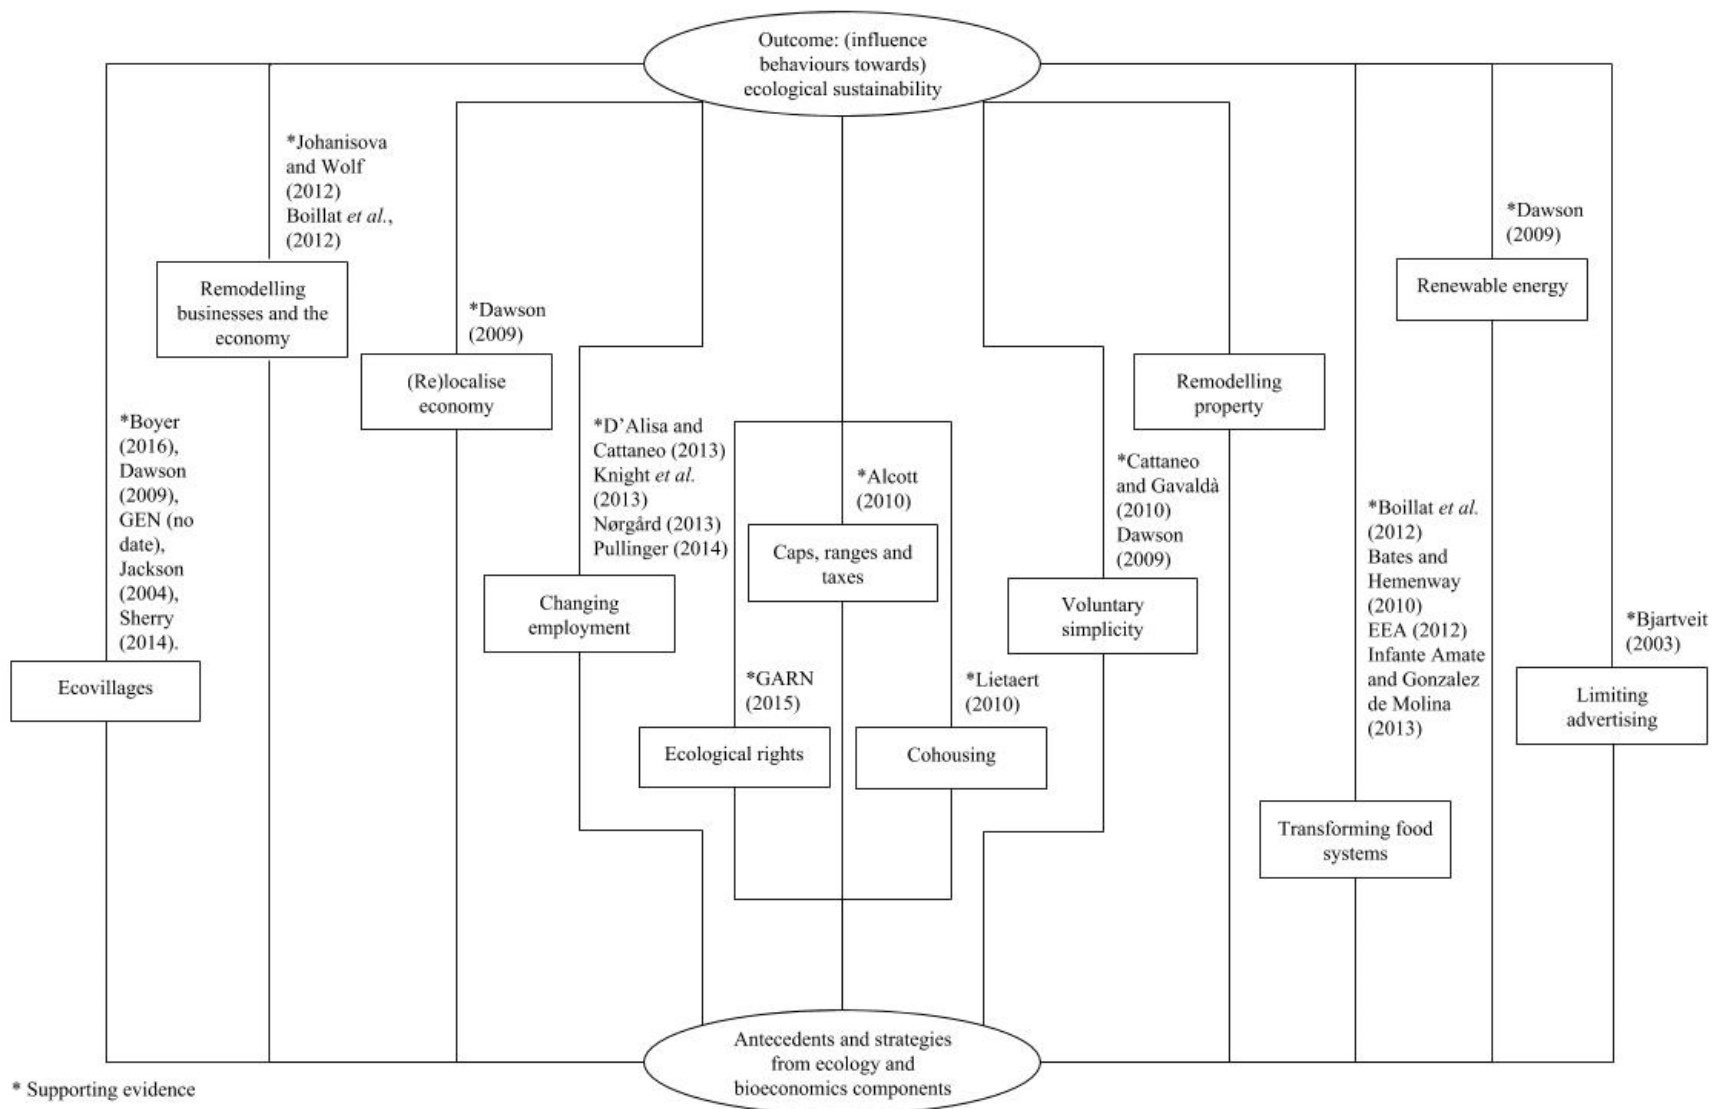 Outcome: (influence
behaviours towards)
ecological sustainability
*Johanisova
and Wolf
(2012)
Boillat et al.,
(2012)
Remodelling
businesses and the
economy
*Dawson
(2009)
(Re)localise
economy
*Boyer
(2016),
Dawson
(2009),
GEN (no
date),
Jackson
(2004),
Sherry
(2014).
Ecovillages
*D’Alisa and
Cattaneo (2013)
Knight et al.
(2013)
Nørgård (2013)
Pullinger (2014)
Changing
employment
*GARN
(2015)
Ecological rights
*Alcott
(2010)
Caps, ranges and
taxes
*Lietaert
(2010)
Cohousing
*Cattaneo
and Gavaldà
(2010)
Dawson
(2009)
Voluntary
simplicity
Remodelling
property
*Boillat et al.
(2012)
Bates and
Hemenway
(2010)
EEA (2012)
Infante Amate
and Gonzalez
de Molina
(2013)
Transforming food
systems
*Dawson
(2009)
Renewable energy
*Bjartveit
(2003)
Limiting
advertising
Antecedents and strategies
from ecology and
bioeconomics components
* Supporting evidence